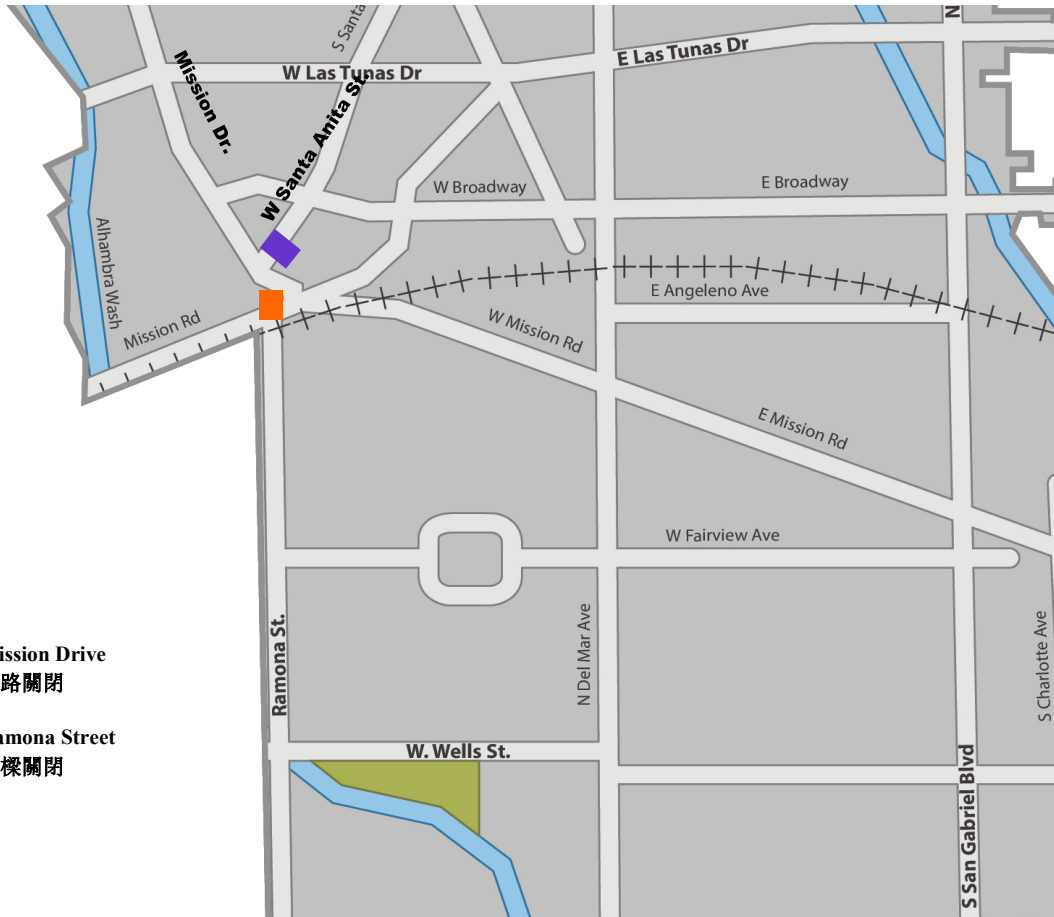 N
S Santa
Mission Dr.
W Las Tunas Dr
E Las Tunas Dr
W Santa Anita St.
W Broadway
E Broadway
Alhambra Wash
Mission Rd
E Angeleno Ave
W Mission Rd
E Mission Rd
W Fairview Ave
N Del Mar Ave
S Charlotte Ave
Ramona St.
ission Drive
路關閉
amona Street
樑關閉
W. Wells St.
S San Gabriel Blvd